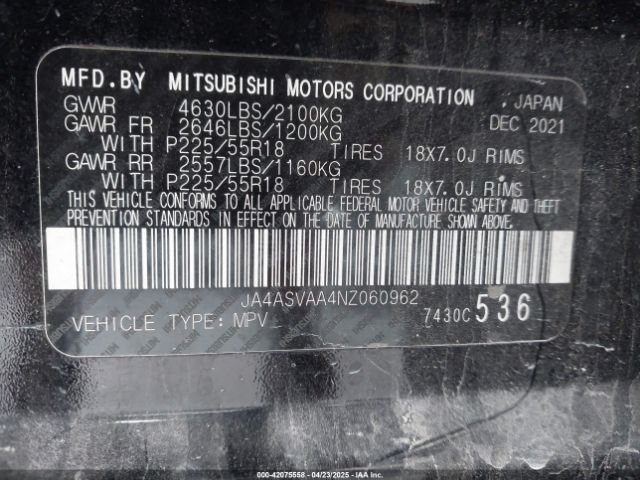 MFD.BY MITSUBISHI MOTORS CORPORATION , JAPAN
GVWR 4630LBS/2100KG DEC 2021
GAWR FR 2646LBS/1200KG
WITH P225/55R18 TIRES 18X7.0J RIMS
GAWR RR 2557LBS/1160KG
WITH P225/55R18 TIRES 18X7.0J RIMS
THIS VEHICLE CONFORMS TO ALL APPLICABLE FEDERAL MOTOR VEHICLE SAFETY AND THEFT
PREVENTION STANDARDS IN EFFECT ON THE DATE OF MANUFACTURE SHOWN ABOVE.
JA4ASVAA4NZ060962
VEHICLE TYPE: MPV 7430C 536
000-42075558 - 04/23/2025 - IAAI.COM